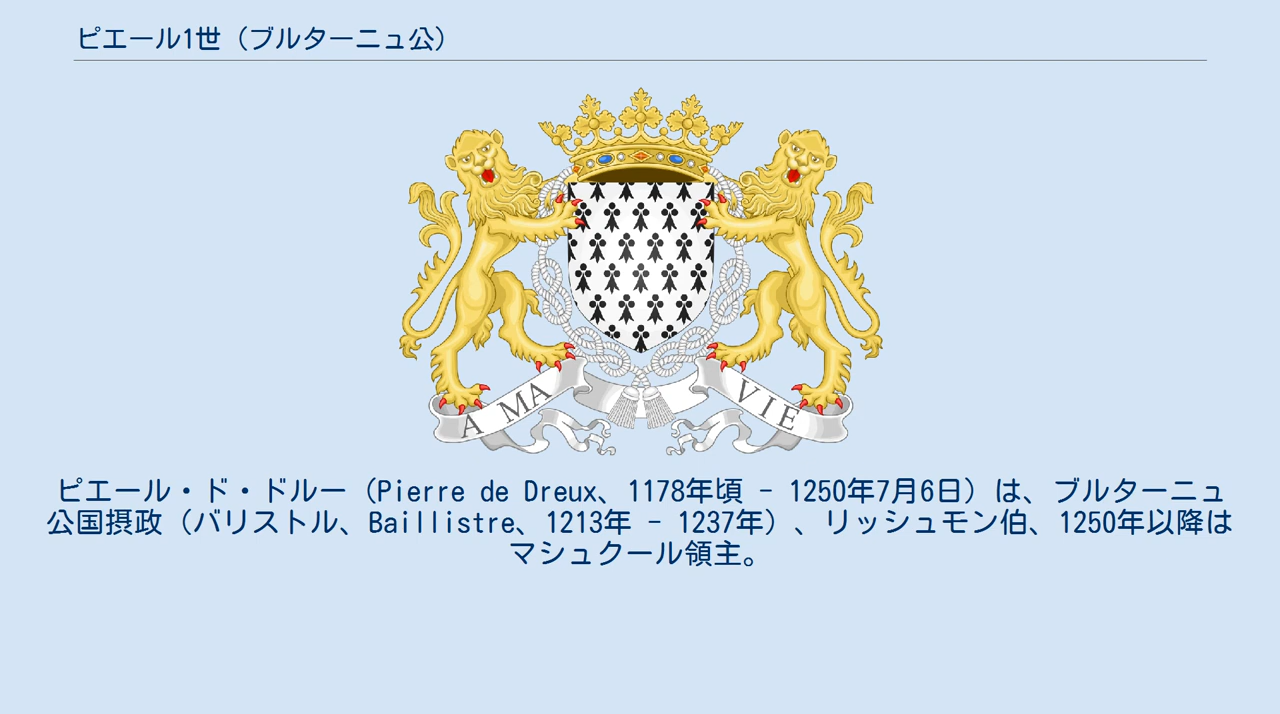 ピエール1世（ブルターニュ公）
A MA VIE
ピエール・ド・ドルー（Pierre de Dreux、1178年頃 - 1250年7月6日）は、ブルターニュ
公国摂政（バリストル、Baillistre、1213年 - 1237年）、リッシュモン伯、1250年以降は
マシュクール領主。